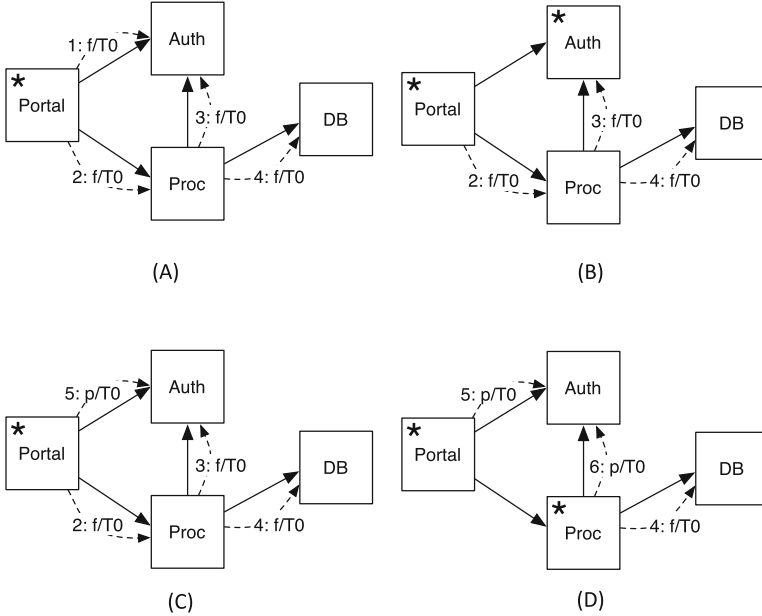 1: f/T0
Auth
*
Portal
3: f/T0
DB
2: f/T0
Proc
4: f/T0
(A)
*
Auth
*
Portal
3: f/T0
DB
2: f/T0
Proc
4: f/T0
(B)
5: p/T0
Auth
*
Portal
3: f/T0
DB
2: f/T0
Proc
4: f/T0
(C)
5: p/T0
Auth
*
Portal
6: p/T0
DB
*
Proc
4: f/T0
(D)